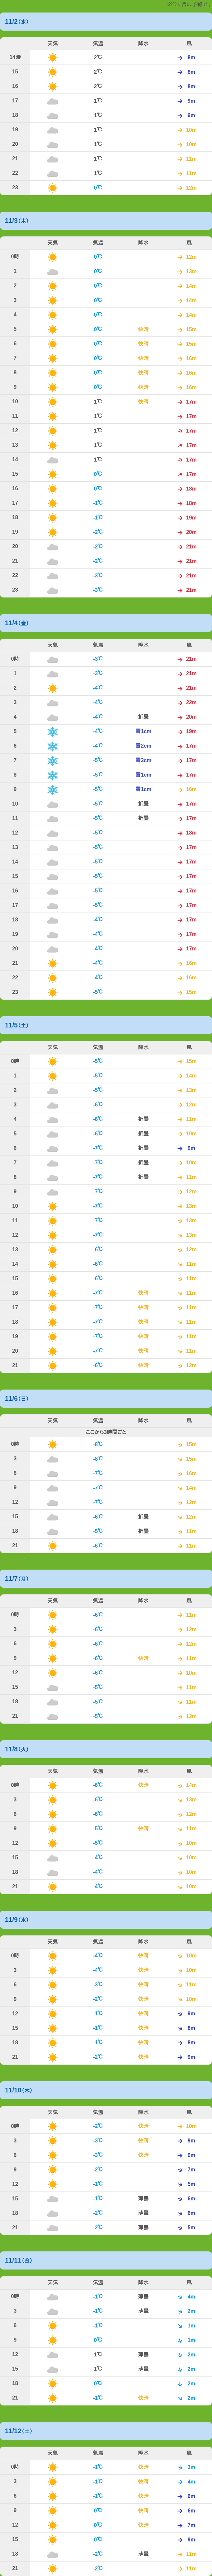 11/2(水)
天気 気温 降水 風
14時 2℃ → 8m
15 2℃ → 8m
16 2℃ → 8m
17 1℃ → 9m
18 1℃ → 9m
19 1℃ → 10m
20 1℃ → 10m
21 1℃ → 11m
22 1℃ → 11m
23 0℃ → 12m
11/3(木)
天気 気温 降水 風
0時 0℃ → 12m
1 0℃ → 13m
2 0℃ → 14m
3 0℃ → 14m
4 0℃ → 14m
5 0℃ 快晴 → 15m
6 0℃ 快晴 → 15m
7 0℃ 快晴 → 16m
8 0℃ 快晴 → 16m
9 0℃ 快晴 → 16m
10 1℃ 快晴 → 17m
11 1℃ → 17m
12 1℃ → 17m
13 1℃ → 17m
14 1℃ → 17m
15 0℃ → 17m
16 0℃ → 18m
17 -1℃ → 18m
18 -1℃ → 19m
19 -2℃ → 20m
20 -2℃ → 21m
21 -2℃ → 21m
22 -3℃ → 21m
23 -3℃ → 21m
11/4(金)
天気 気温 降水 風
0時 -3℃ → 21m
1 -3℃ → 21m
2 -4℃ → 21m
3 -4℃ → 22m
4 -4℃ 薄曇 → 20m
5 -4℃ 雪1cm → 19m
6 -4℃ 雪2cm → 17m
7 -5℃ 雪2cm → 17m
8 -5℃ 雪1cm → 17m
9 -5℃ 雪1cm → 16m
10 -5℃ 薄曇 → 17m
11 -5℃ 薄曇 → 17m
12 -5℃ → 18m
13 -5℃ → 17m
14 -5℃ → 17m
15 -5℃ → 17m
16 -5℃ → 17m
17 -5℃ → 17m
18 -4℃ → 17m
19 -4℃ → 17m
20 -4℃ → 17m
21 -4℃ → 16m
22 -4℃ → 16m
23 -5℃ → 15m
11/5(土)
天気 気温 降水 風
0時 -5℃ → 15m
1 -5℃ → 14m
2 -5℃ → 13m
3 -6℃ → 12m
4 -6℃ 薄曇 → 11m
5 -6℃ 薄曇 → 10m
6 -7℃ 薄曇 → 9m
7 -7℃ 薄曇 → 10m
8 -7℃ 薄曇 → 11m
9 -7℃ → 12m
10 -7℃ → 13m
11 -7℃ → 13m
12 -7℃ → 13m
13 -6℃ → 12m
14 -6℃ → 11m
15 -6℃ → 11m
16 -7℃ 快晴 → 11m
17 -7℃ 快晴 → 11m
18 -7℃ 快晴 → 11m
19 -7℃ 快晴 → 11m
20 -7℃ 快晴 → 11m
21 -6℃ 快晴 → 12m
11/6(日)
天気 気温 降水 風
ここから3時間ごと
0時 -8℃ → 15m
3 -8℃ → 15m
6 -7℃ → 16m
9 -7℃ → 14m
12 -7℃ → 12m
15 -6℃ 薄曇 → 12m
18 -5℃ 薄曇 → 11m
21 -6℃ → 11m
11/7(月)
天気 気温 降水 風
0時 -6℃ → 11m
3 -6℃ → 12m
6 -6℃ → 12m
9 -6℃ 快晴 → 11m
12 -6℃ → 10m
15 -5℃ → 11m
18 -5℃ → 11m
21 -5℃ → 12m
11/8(火)
天気 気温 降水 風
0時 -6℃ 快晴 → 14m
3 -6℃ → 13m
6 -6℃ → 12m
9 -5℃ 快晴 → 11m
12 -5℃ → 10m
15 -4℃ → 10m
18 -4℃ → 10m
21 -4℃ → 10m
11/9(水)
天気 気温 降水 風
0時 -4℃ 快晴 → 10m
3 -4℃ 快晴 → 10m
6 -3℃ 快晴 → 11m
9 -2℃ 快晴 → 10m
12 -1℃ 快晴 → 9m
15 -1℃ 快晴 → 8m
18 -1℃ 快晴 → 8m
21 -2℃ 快晴 → 9m
11/10(木)
天気 気温 降水 風
0時 -2℃ 快晴 → 10m
3 -3℃ 快晴 → 9m
6 -3℃ 快晴 → 9m
9 -2℃ → 7m
12 -1℃ → 5m
15 -1℃ 薄曇 → 6m
18 -2℃ 薄曇 → 6m
21 -2℃ 薄曇 → 5m
11/11(金)
天気 気温 降水 風
0時 -1℃ 薄曇 → 4m
3 -1℃ 薄曇 → 2m
6 -1℃ → 1m
9 0℃ → 1m
12 1℃ 薄曇 → 2m
15 1℃ 薄曇 → 2m
18 0℃ → 2m
21 -1℃ 快晴 → 2m
11/12(土)
天気 気温 降水 風
0時 -1℃ 快晴 → 3m
3 -1℃ 快晴 → 4m
6 -1℃ 快晴 → 6m
9 0℃ 快晴 → 6m
12 0℃ 快晴 → 7m
15 0℃ → 9m
18 -2℃ 薄曇 → 11m
21 -2℃ → 11m